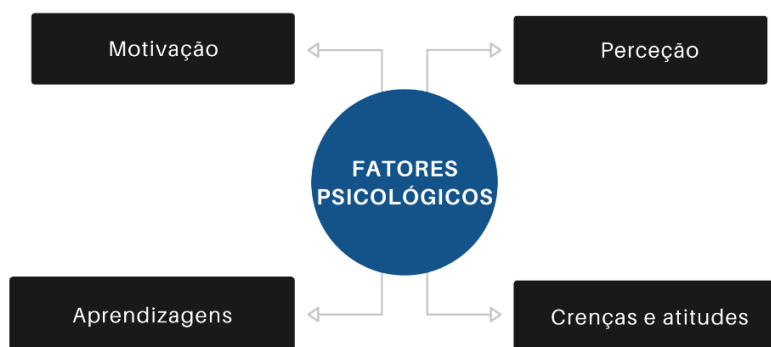 Motivação
Perceção
FATORES
PSICOLÓGICOS
Aprendizagens
Crenças e atitudes